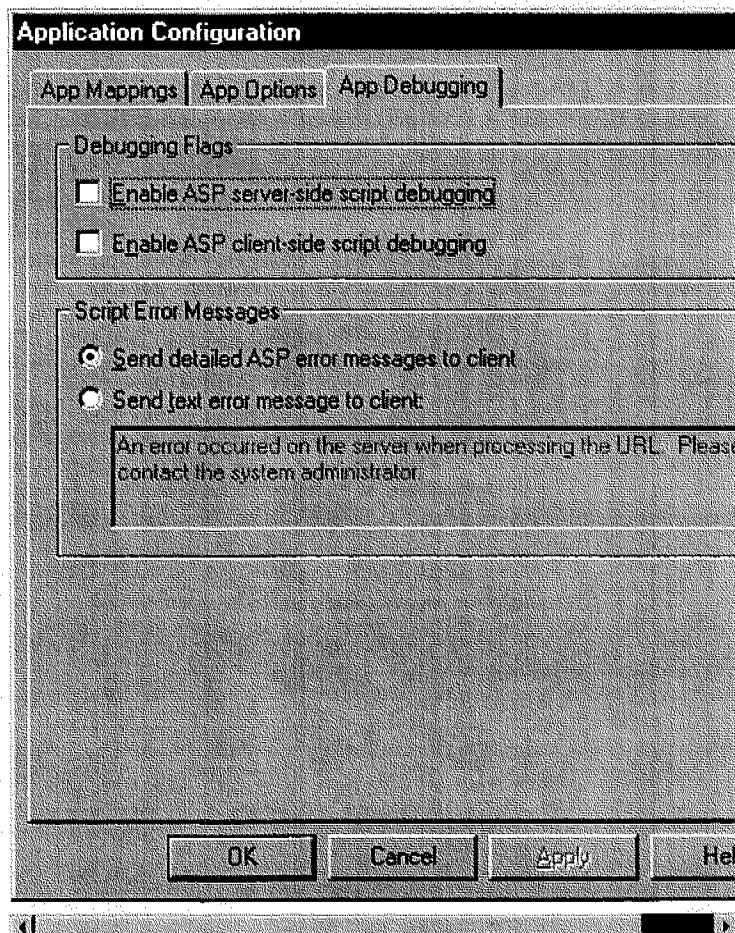 Application Configuration
App Mappings App Options App Debugging
Debugging Flags
Enable ASP server-side script debugging
Enable ASP client-side script debugging
Script Error Messages
Send detailed ASP error messages to client
Send text error message to client:
An error occurred on the server when processing the URL. Please
contact the system administrator.
OK Cancel Apply Hel